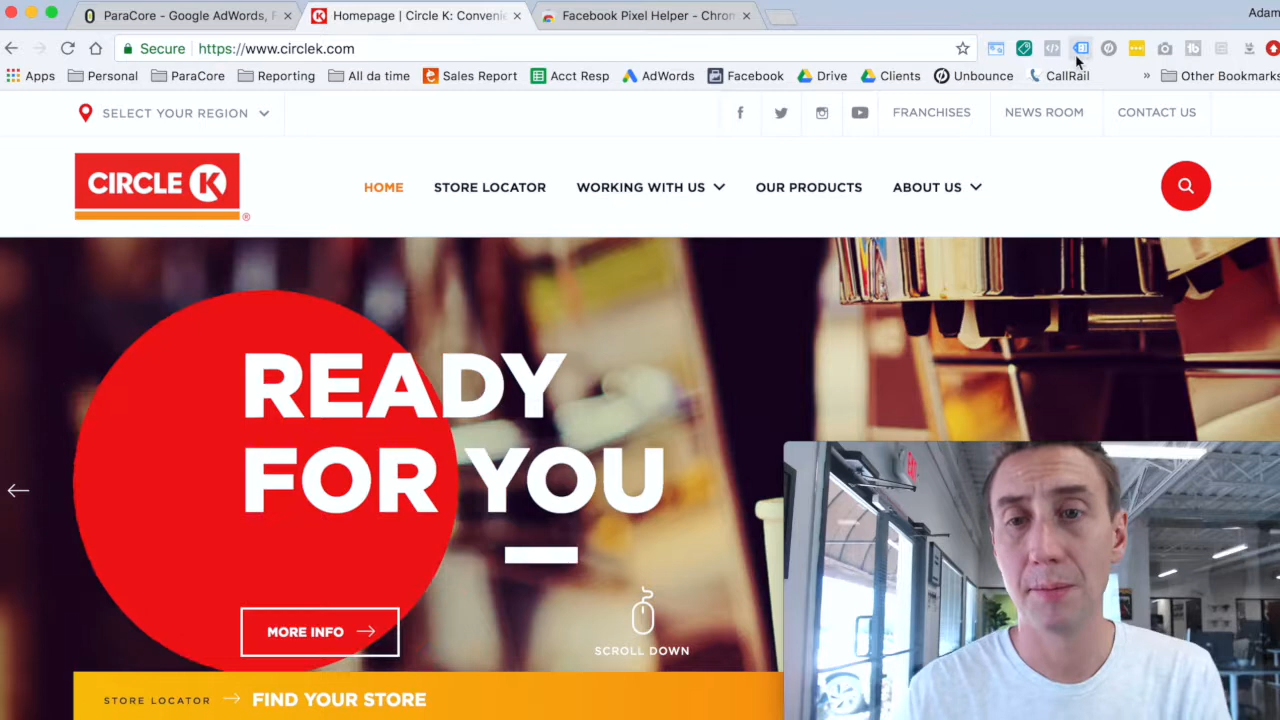 ParaCore - Google AdWords, F
Homepage | Circle K: Convenie
Facebook Pixel Helper - Chrom
Adam
Secure
https://www.circlek.com
Apps
Personal
ParaCore
Reporting
All da time
Sales Report
Acct Resp
AdWords
Facebook
Drive
Clients
Unbounce
CallRail
»
Other Bookmarks
SELECT YOUR REGION
FRANCHISES
NEWS ROOM
CONTACT US
CIRCLE K
®
HOME
STORE LOCATOR
WORKING WITH US
OUR PRODUCTS
ABOUT US
READY
FOR YOU
MORE INFO
SCROLL DOWN
STORE LOCATOR
FIND YOUR STORE